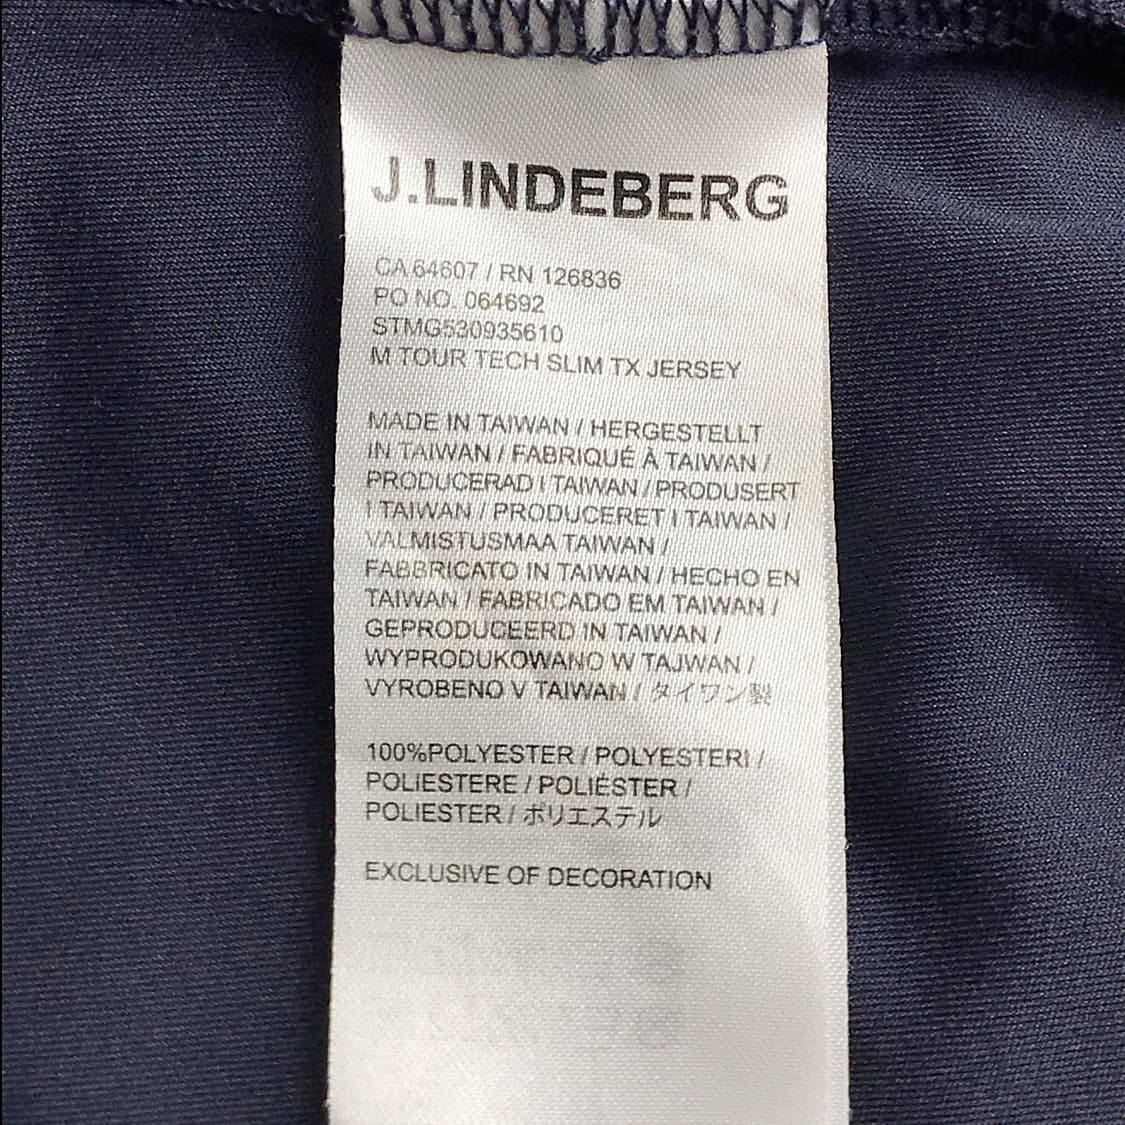 J.LINDEBERG
CA 64607 / RN 126836
PO NO. 064692
STMG530935610
M TOUR TECH SLIM TX JERSEY
MADE IN TAIWAN / HERGESTELLT
IN TAIWAN / FABRIQUÉ À TAIWAN /
PRODUCERAD I TAIWAN / PRODUSERT
I TAIWAN / PRODUCERET I TAIWAN /
VALMISTUSMAA TAIWAN /
FABBRICATO IN TAIWAN / HECHO EN
TAIWAN / FABRICADO EM TAIWAN /
GEPRODUCEERD IN TAIWAN /
WYPRODUKOWANO W TAJWAN /
VYROBENO V TAIWAN / タイワン製
100%POLYESTER / POLYESTERI /
POLIESTERE / POLIÉSTER /
POLIESTER / ポリエステル
EXCLUSIVE OF DECORATION